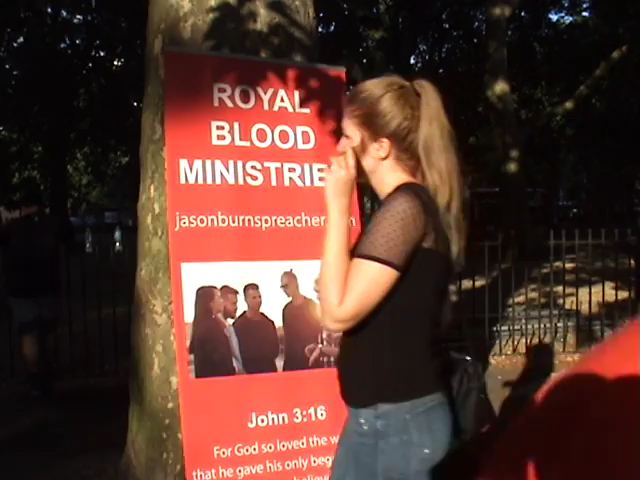 ROYAL
BLOOD
MINISTRIE
jasonburnspreacher
John 3:16
For God so loved the w
that he gave his only beg